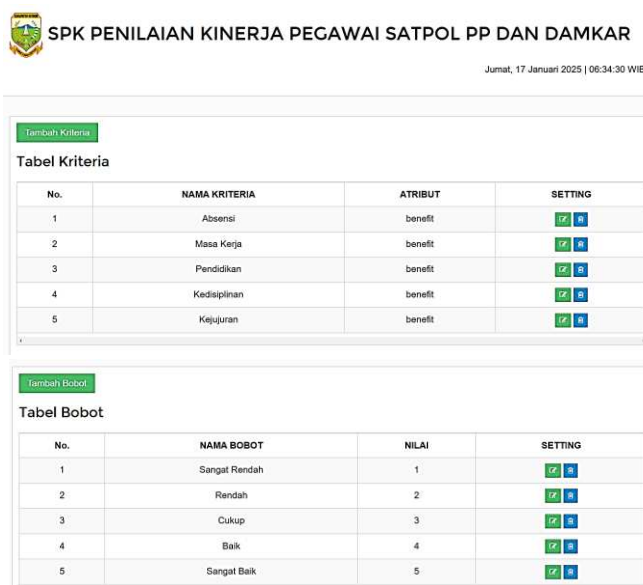 SPK PENILAIAN KINERJA PEGAWAI SATPOL PP DAN DAMKAR
Jumat, 17 Januari 2025 | 06:34:30 WIB
Tambah Kriteria
Tabel Kriteria
No. NAMA KRITERIA ATRIBUT SETTING
1 Absensi benefit
2 Masa Kerja benefit
3 Pendidikan benefit
4 Kedisiplinan benefit
5 Kejujuran benefit
Tambah Bobot
Tabel Bobot
No. NAMA BOBOT NILAI SETTING
1 Sangat Rendah 1
2 Rendah 2
3 Cukup 3
4 Baik 4
5 Sangat Baik 5